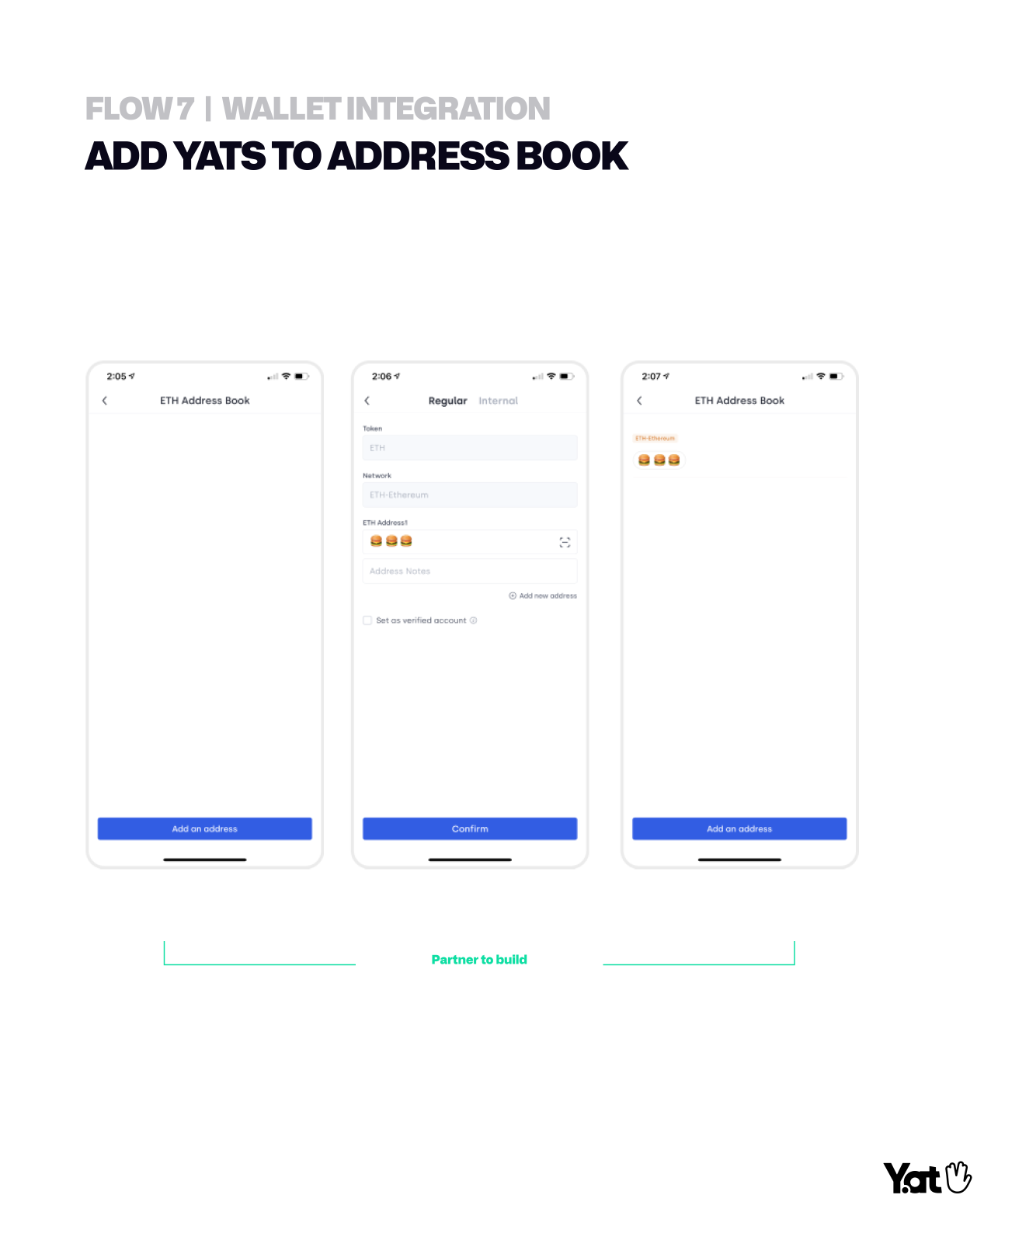 FLOW 7 | WALLET INTEGRATION
ADD YATS TO ADDRESS BOOK
2:05
ETH Address Book
Add an address
2:06
Regular Internal
Token
ETH
Network
ETH-Ethereum
ETH Address1
🍔🍔🍔
Address Notes
Add new address
Set as verified account
Confirm
2:07
ETH Address Book
ETH-Ethereum
🍔🍔🍔
Add an address
Partner to build
Y.at